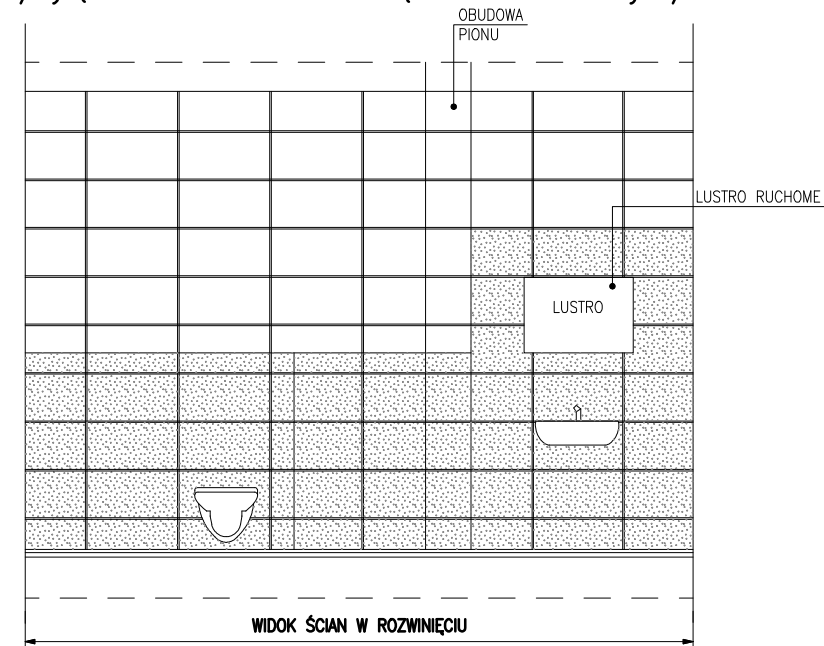 OBUDOWA
PIONU
LUSTRO RUCHOME
LUSTRO
WIDOK ŚCIAN W ROZWINIĘCIU